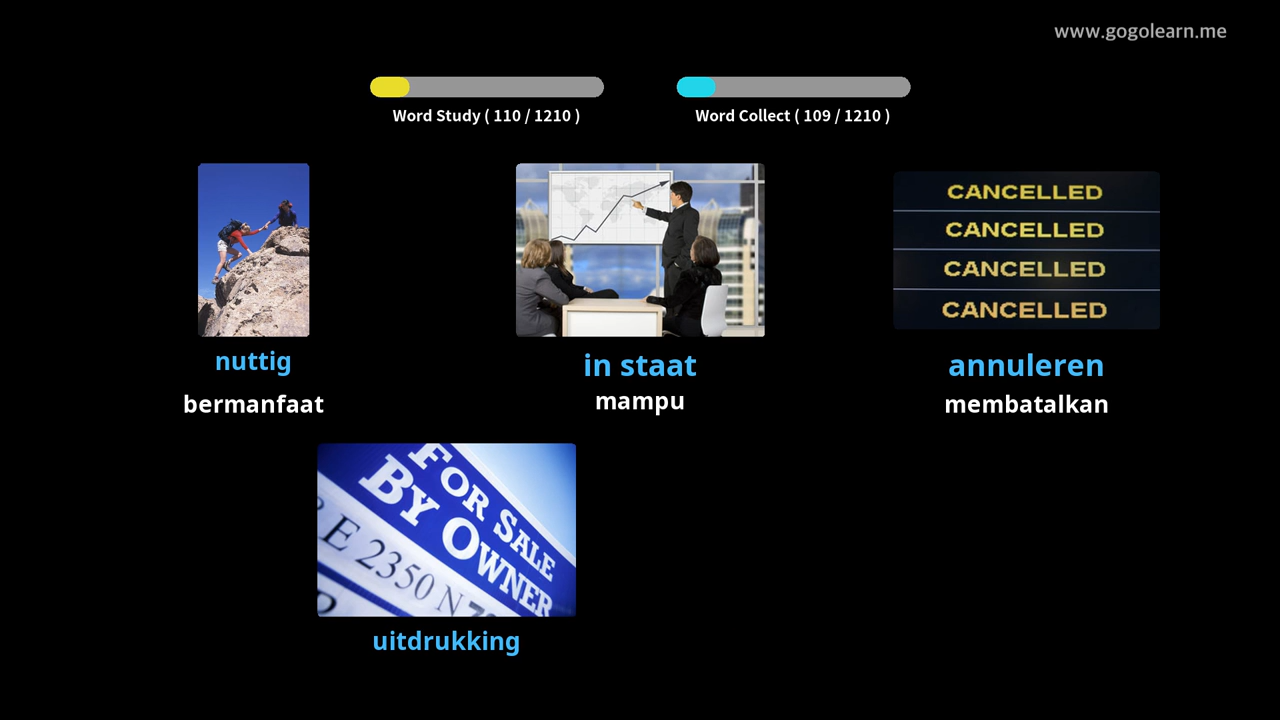 www.gogolearn.me
Word Study ( 110 / 1210 )
Word Collect ( 109 / 1210 )
CANCELLED
CANCELLED
CANCELLED
CANCELLED
nuttig
in staat
annuleren
bermanfaat
mampu
membatalkan
FOR SALE
BY OWNER
E 2350 N
uitdrukking